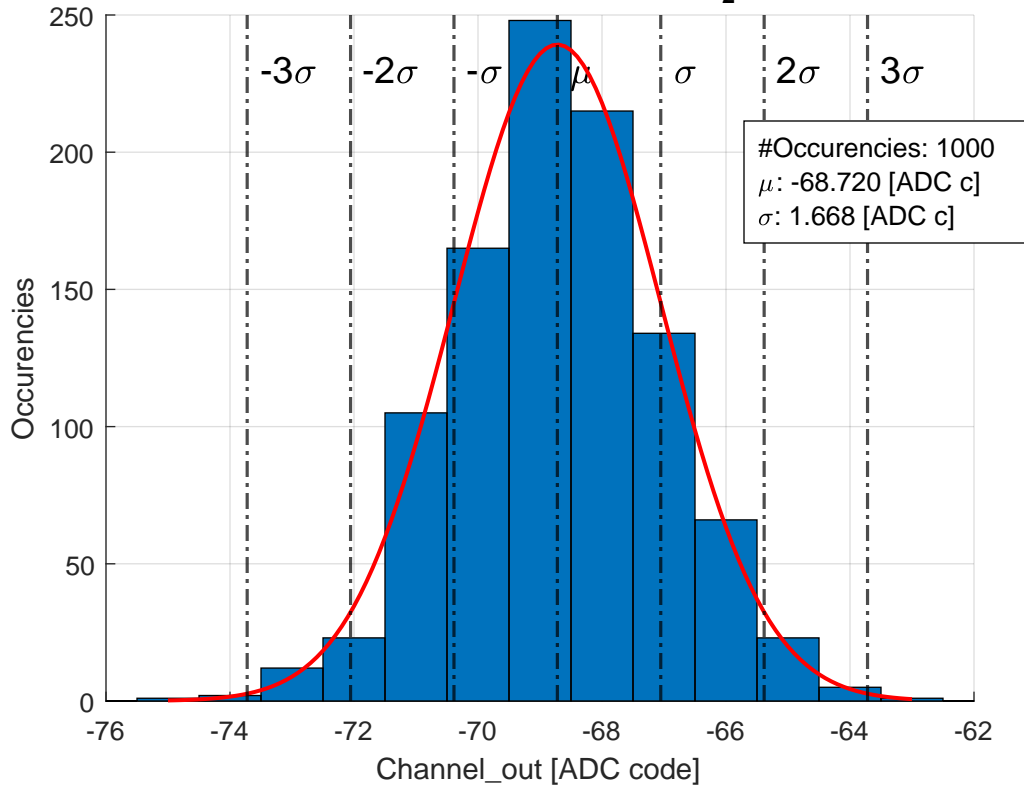 250
200
150
100
50
0
-3σ -2σ -σ μ σ 2σ 3σ
#Occurencies: 1000
μ: -68.720 [ADC c]
σ: 1.668 [ADC c]
Occurencies
-76 -74 -72 -70 -68 -66 -64 -62
Channel_out [ADC code]